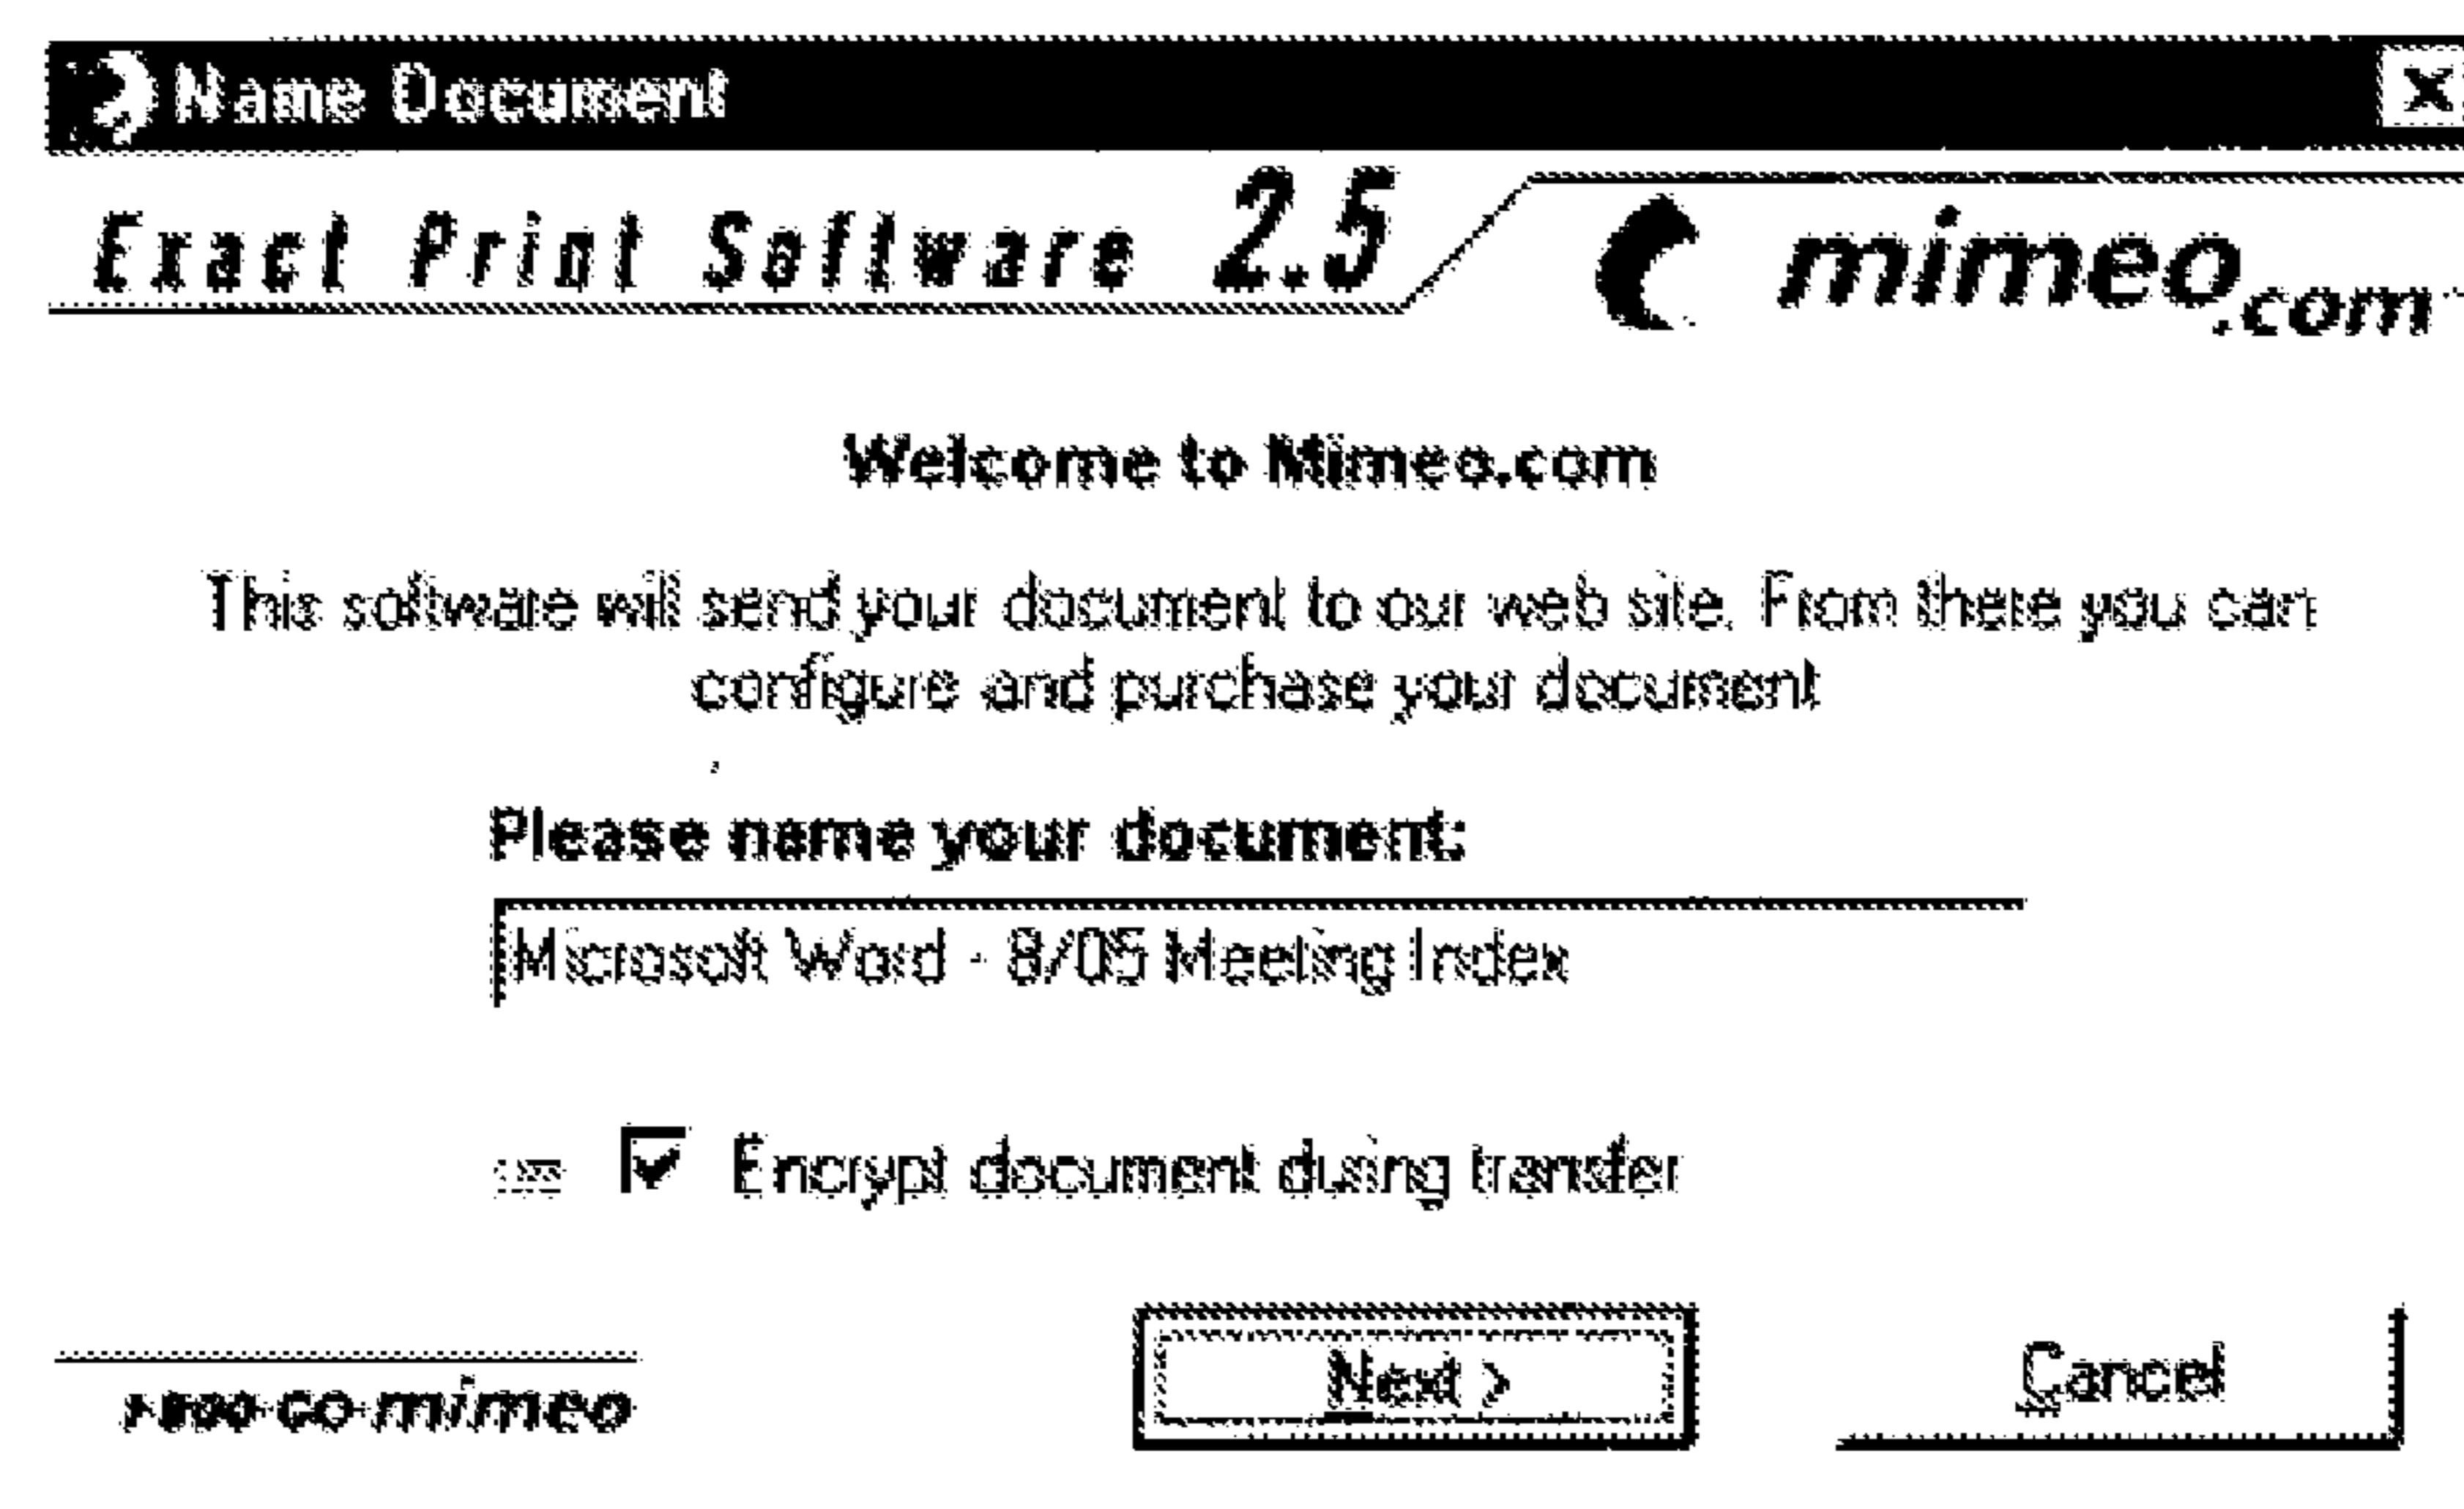 Name Document
Exact Print Software 2.5
mimeo.com
Welcome to Mimeo.com
This software will send your document to our web site. From there you can
configure and purchase your document
Please name your document:
Microsoft Word - 8/05 Meeting Index
Encrypt document during transfer
mimeo
Next >
Cancel